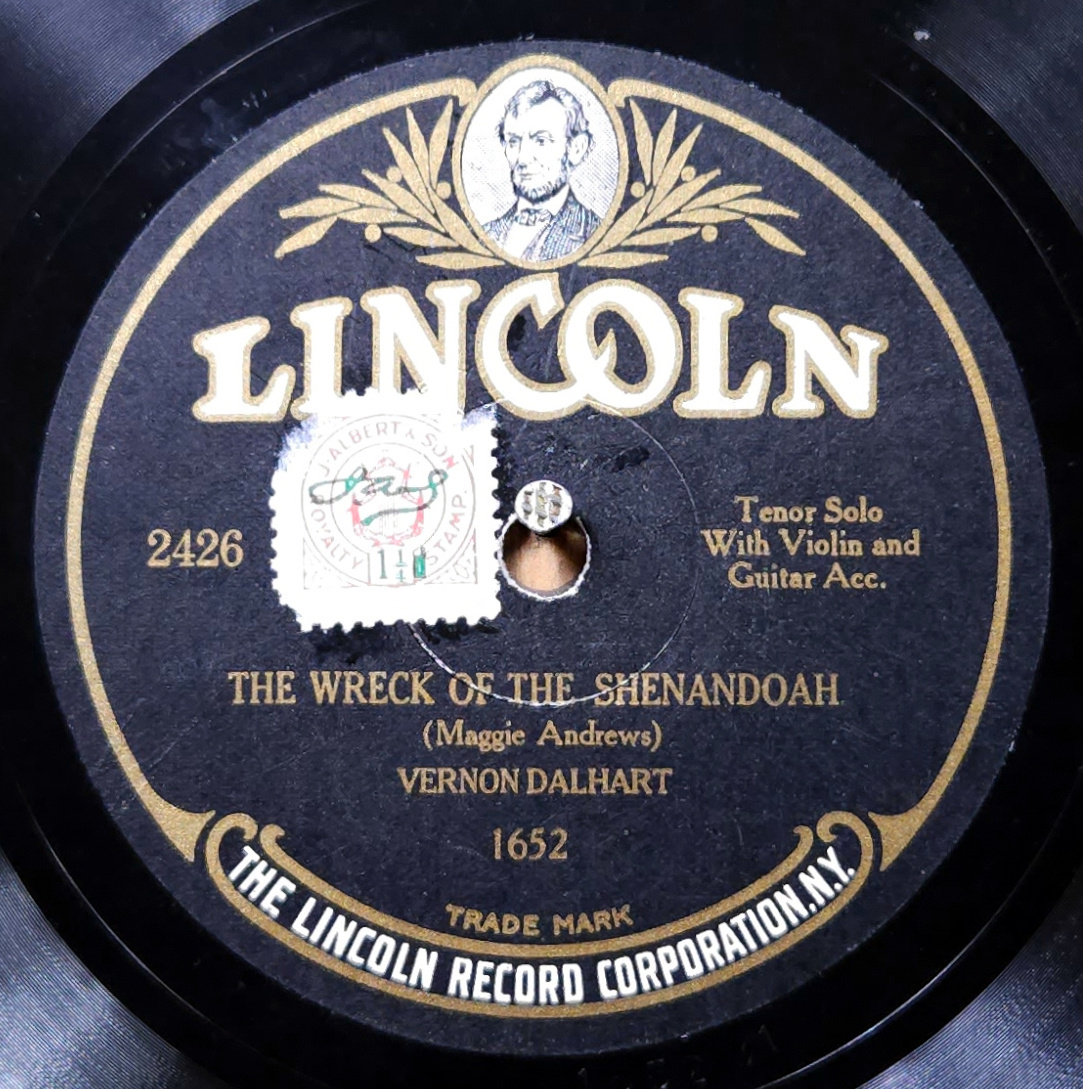 LINCOLN
J. ALBERT & SON
ROYALTY STAMP.
2426
Tenor Solo
With Violin and
Guitar Acc.
THE WRECK OF THE SHENANDOAH
(Maggie Andrews)
VERNON DALHART
1652
TRADE MARK
THE LINCOLN RECORD CORPORATION. N.Y.